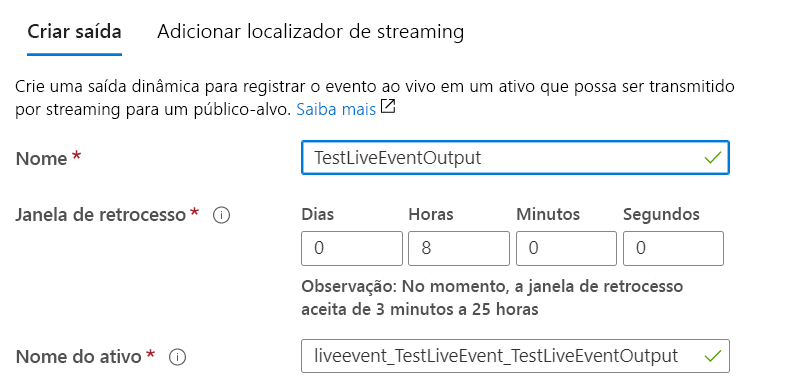 Criar saída Adicionar localizador de streaming
Crie uma saída dinâmica para registrar o evento ao vivo em um ativo que possa ser transmitido
por streaming para um público-alvo. Saiba mais
Nome * TestLiveEventOutput
Janela de retrocesso * Dias Horas Minutos Segundos
0 8 0 0
Observação: No momento, a janela de retrocesso
aceita de 3 minutos a 25 horas
Nome do ativo * liveevent_TestLiveEvent_TestLiveEventOutput